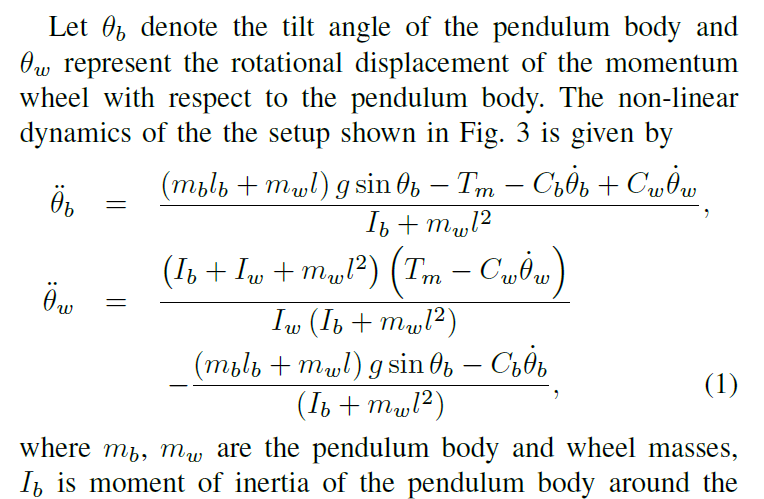 Let θ_b denote the tilt angle of the pendulum body and
θ_w represent the rotational displacement of the momentum
wheel with respect to the pendulum body. The non-linear
dynamics of the the setup shown in Fig. 3 is given by
θ̈_b = \frac{(m_b l_b + m_w l) g sin θ_b − T_m − C_b θ̇_b + C_w θ̇_w}{I_b + m_w l^2},
θ̈_w = \frac{(I_b + I_w + m_w l^2) (T_m − C_w θ̇_w)}{I_w (I_b + m_w l^2)}
−\frac{(m_b l_b + m_w l) g sin θ_b − C_b θ̇_b}{(I_b + m_w l^2)}, (1)
where m_b, m_w are the pendulum body and wheel masses,
I_b is moment of inertia of the pendulum body around the